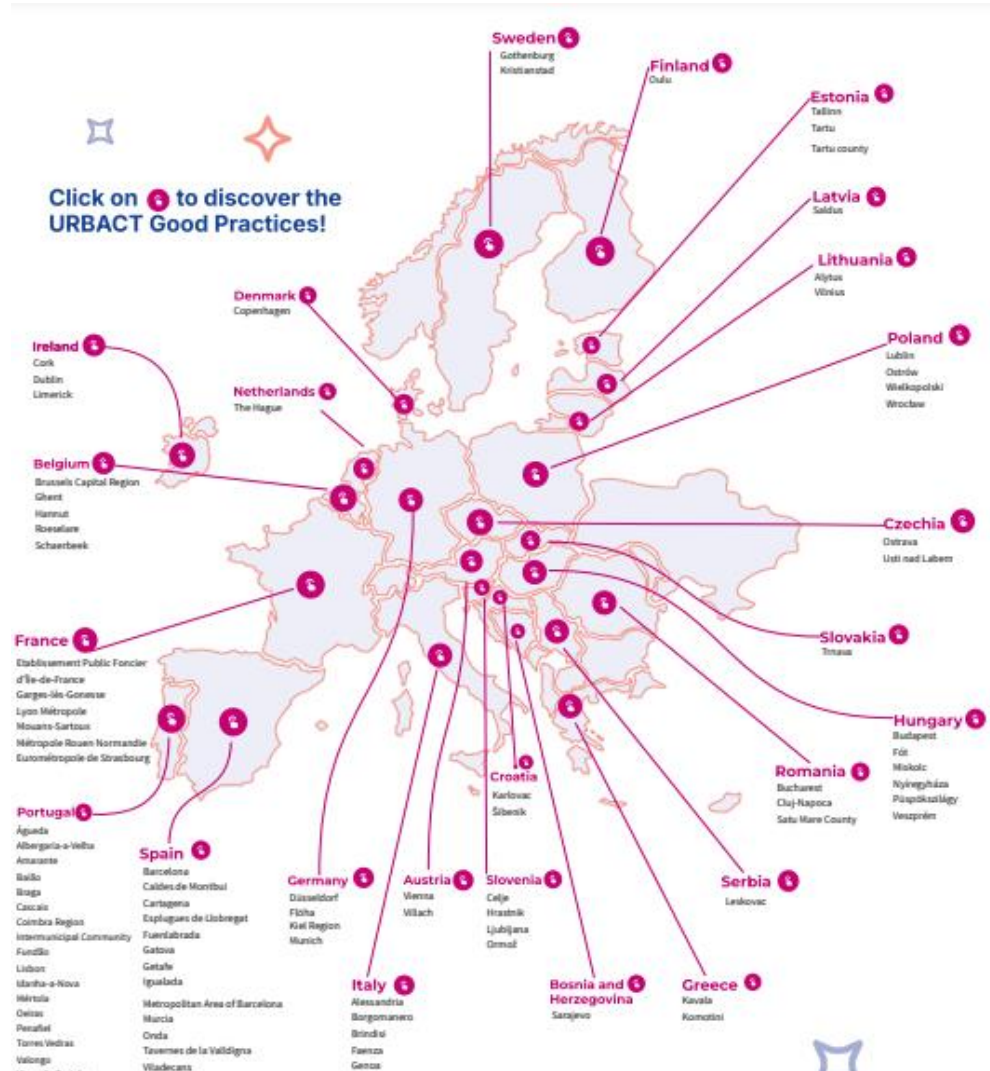 Sweden
Gothenburg
Kristianstad
Finland
Oulu
Estonia
Tallinn
Tartu
Tartu county
Click on to discover the
URBACT Good Practices!
Latvia
Saldus
Lithuania
Alytus
Vilnius
Denmark
Copenhagen
Ireland
Cork
Dublin
Limerick
Poland
Lublin
Ostrów
Wielkopolski
Wrocław
Netherlands
The Hague
Belgium
Brussels Capital Region
Ghent
Hannut
Roeselare
Schaerbeek
Czechia
Ostrava
Usti nad Labem
France
Etablissement Public Foncier
d'Île-de-France
Garges-lès-Gonesse
Lyon Métropole
Mouans-Sartoux
Métropole Rouen Normandie
Eurométropole de Strasbourg
Slovakia
Trnava
Hungary
Budapest
Fót
Miskolc
Nyíregyháza
Püspökszilágy
Veszprém
Romania
Bucharest
Cluj-Napoca
Satu Mare County
Croatia
Karlovac
Šibenik
Portugal
Águeda
Albergaria-a-Velha
Amarante
Baião
Braga
Cascais
Coimbra Region
Intermunicipal Community
Fundão
Lisbon
Idanha-a-Nova
Mértola
Oeiras
Penafiel
Torres Vedras
Valongo
Spain
Barcelona
Caldes de Montbui
Cartagena
Esplugues de Llobregat
Fuenlabrada
Gatova
Getafe
Igualada
Metropolitan Area of Barcelona
Murcia
Onda
Tavernes de la Valldigna
Viladecans
Germany
Düsseldorf
Flöha
Kiel Region
Munich
Austria
Vienna
Villach
Slovenia
Celje
Hrastnik
Ljubljana
Ormož
Serbia
Leskovac
Italy
Alessandria
Borgomanero
Brindisi
Faenza
Genoa
Bosnia and
Herzegovina
Sarajevo
Greece
Kavala
Komotini